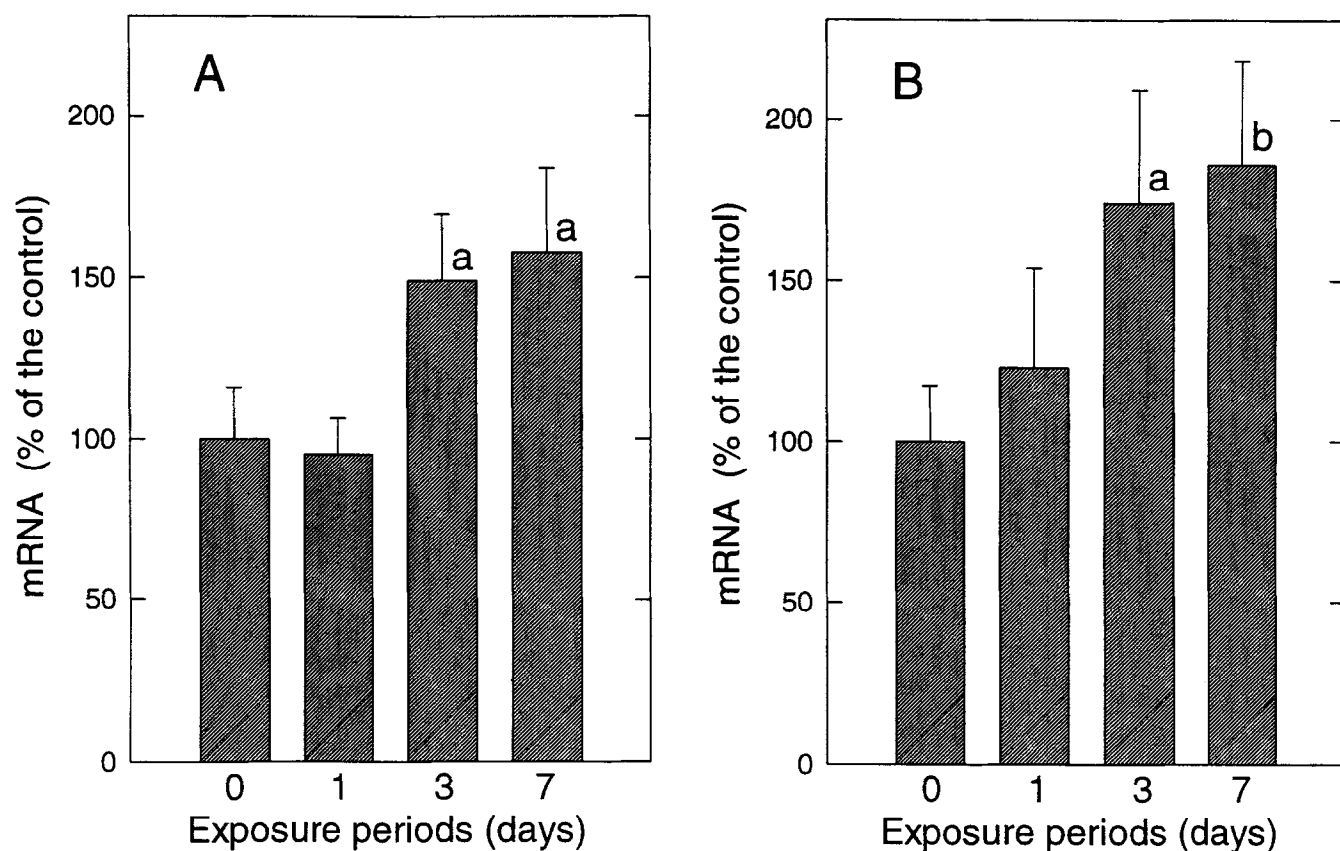 A
mRNA (% of the control)
200
150
100
50
0
a
a
0 1 3 7
Exposure periods (days)
B
mRNA (% of the control)
200
150
100
50
0
a
b
0 1 3 7
Exposure periods (days)